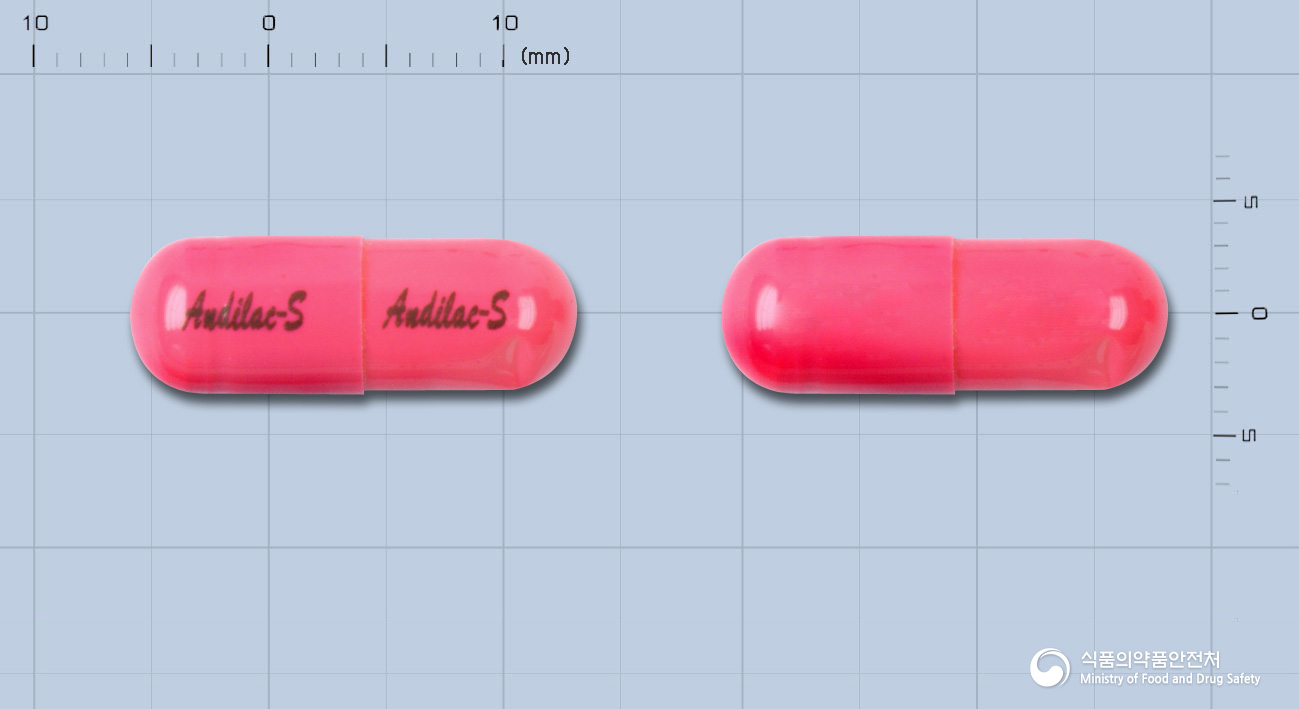 10 0 10
(mm)
5
0
5
Andilac-S Andilac-S
식품의약품안전처
Ministry of Food and Drug Safety